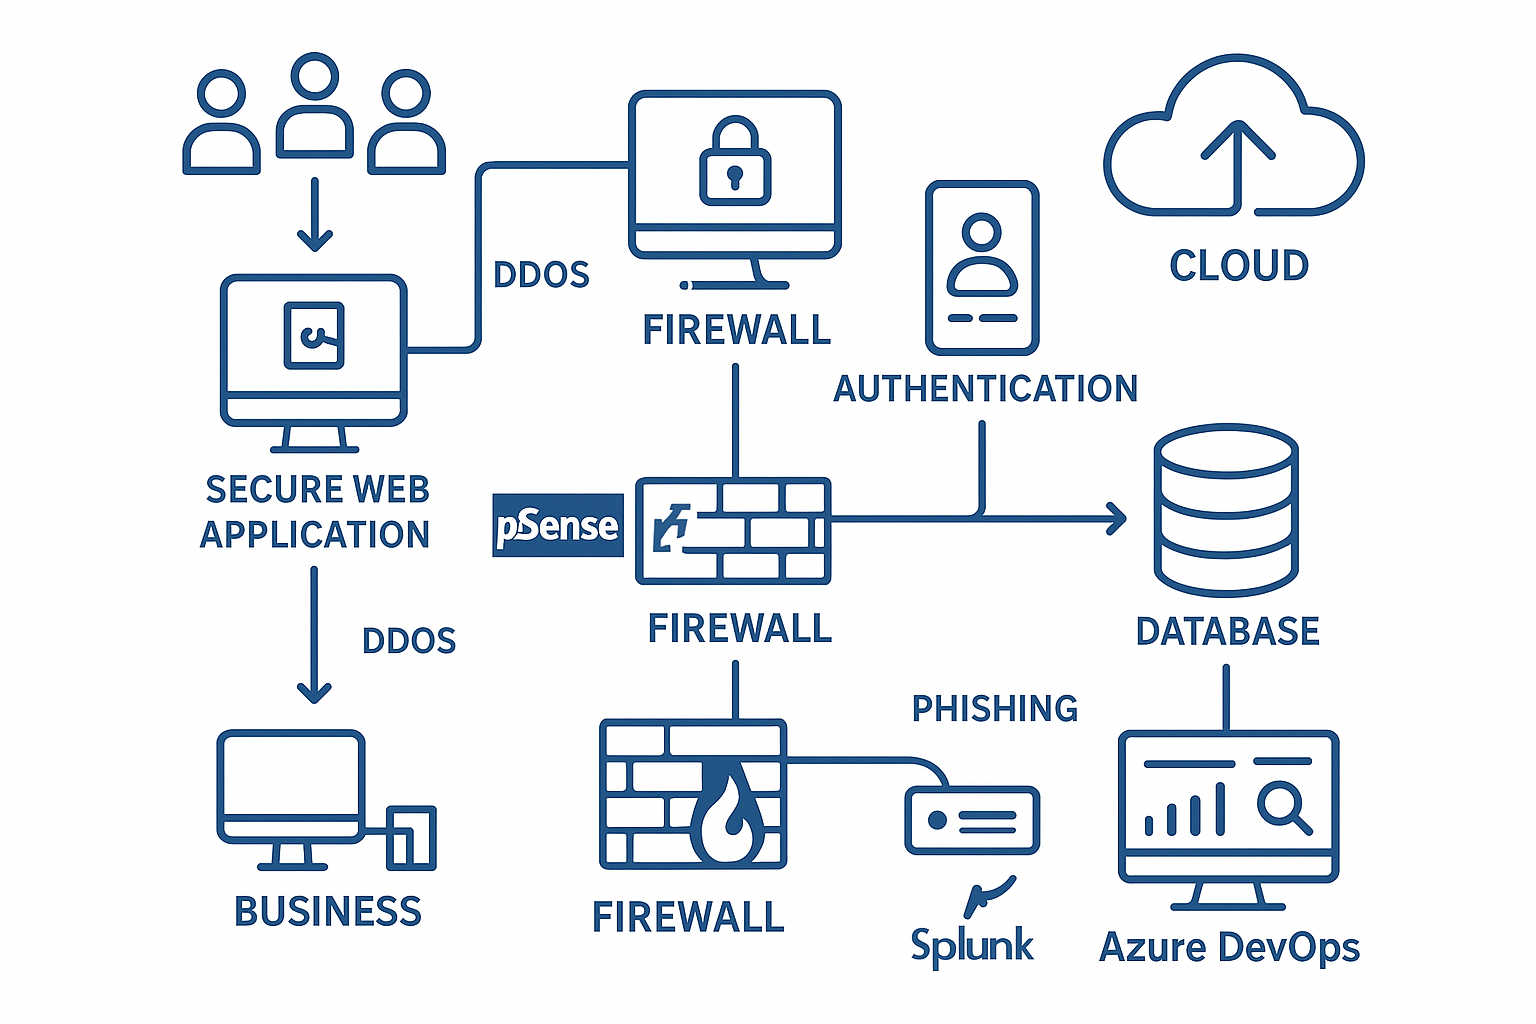 DDOS
FIREWALL
CLOUD
AUTHENTICATION
SECURE WEB
APPLICATION
pSense
FIREWALL
DATABASE
DDOS
PHISHING
BUSINESS
FIREWALL
Splunk
Azure DevOps